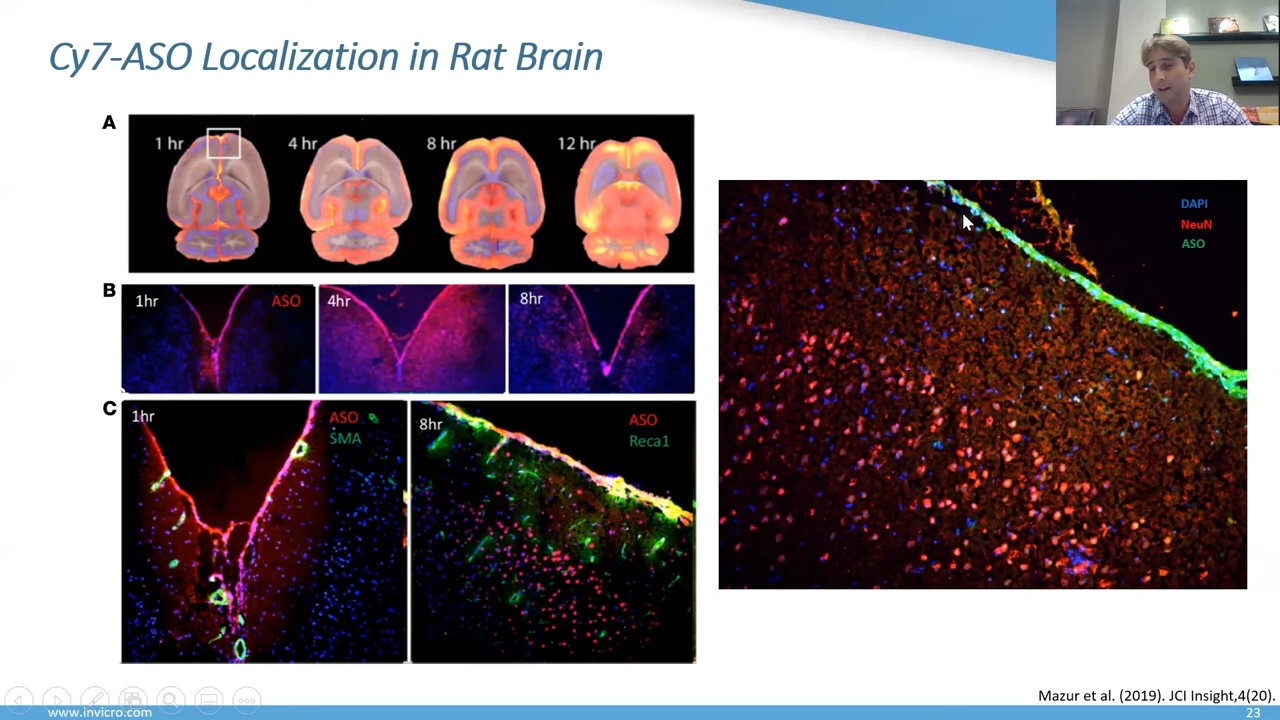 Cy7-ASO Localization in Rat Brain
A
1 hr
4 hr
8 hr
12 hr
B
1hr
ASO
4hr
8hr
C
1hr
ASO
SMA
8hr
ASO
Reca1
DAPI
NeuN
ASO
Mazur et al. (2019). JCI Insight,4(20).
www.invicro.com
23